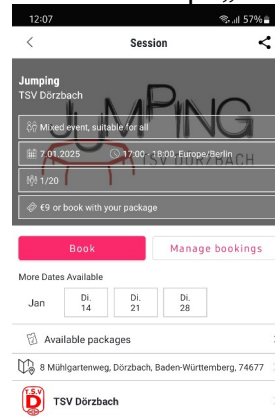 12:07 57%
Session
Jumping
TSV Dörzbach
JUMPING
TSV DÖRZBACH
Mixed event, suitable for all
7.01.2025 17:00 - 18:00, Europe/Berlin
1/20
€9 or book with your package
Book Manage bookings
More Dates Available
Jan Di. 14 Di. 21 Di. 28
Available packages
8 Mühlgartenweg, Dörzbach, Baden-Württemberg, 74677
T.S.V D TSV Dörzbach